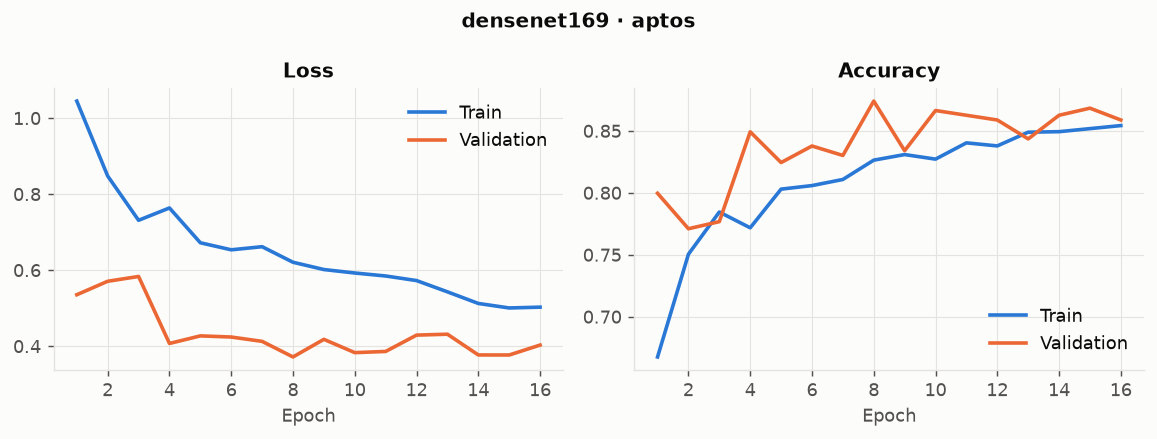 densenet169 · aptos
Loss
1.0
0.8
0.6
0.4
2 4 6 8 10 12 14 16
Epoch
Train
Validation
Accuracy
0.85
0.80
0.75
0.70
2 4 6 8 10 12 14 16
Epoch
Train
Validation